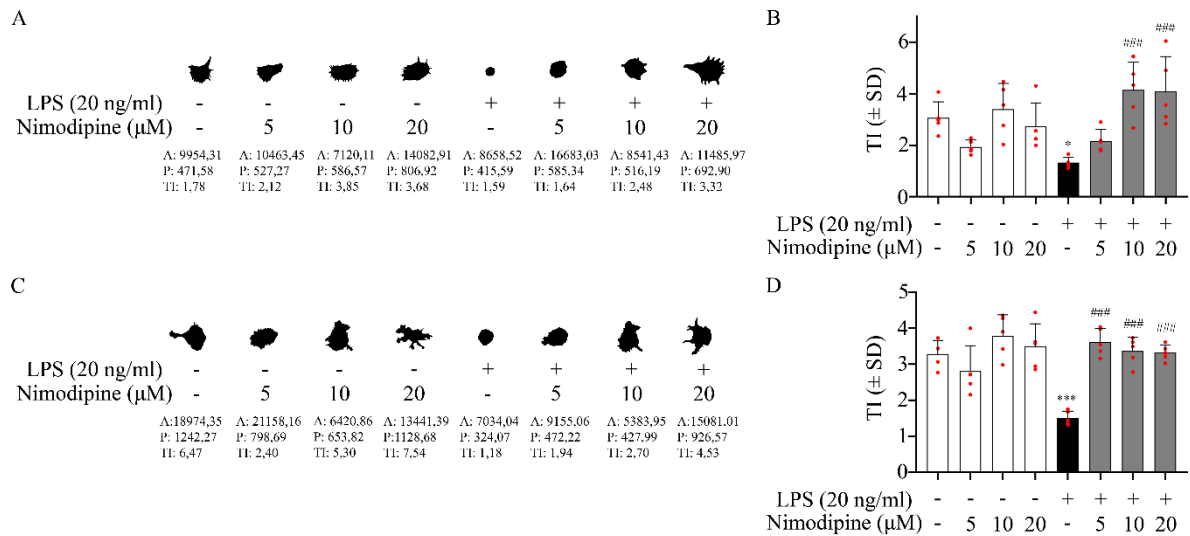 A
LPS (20 ng/ml) - - - - + + + +
Nimodipine (μM) - 5 10 20 - 5 10 20
A: 9954,31 A: 10463,45 A: 7120,11 A: 14082,91 A: 8658,52 A: 16683,03 A: 8541,43 A: 11485,97
P: 471,58 P: 527,27 P: 586,57 P: 806,92 P: 415,59 P: 585,34 P: 516,19 P: 692,90
TI: 1,78 TI: 2,12 TI: 3,85 TI: 3,68 TI: 1,59 TI: 1,64 TI: 2,48 TI: 3,32
B
TI (± SD)
6
4
2
0
* ### ###
LPS (20 ng/ml) - - - - + + + +
Nimodipine (μM) - 5 10 20 - 5 10 20
C
LPS (20 ng/ml) - - - - + + + +
Nimodipine (μM) - 5 10 20 - 5 10 20
A:18974,35 A: 21158,16 A: 6420,86 A: 13441,39 A: 7034,04 A: 9155,06 A: 5383,95 A:15081,01
P: 1242,27 P: 798,69 P: 653,82 P:1128,68 P: 324,07 P: 472,22 P: 427,99 P: 926,57
TI: 6,47 TI: 2,40 TI: 5,30 TI: 7,54 TI: 1,18 TI: 1,94 TI: 2,70 TI: 4,53
D
TI (± SD)
5
4
3
2
1
0
*** ### ### ###
LPS (20 ng/ml) - - - - + + + +
Nimodipine (μM) - 5 10 20 - 5 10 20